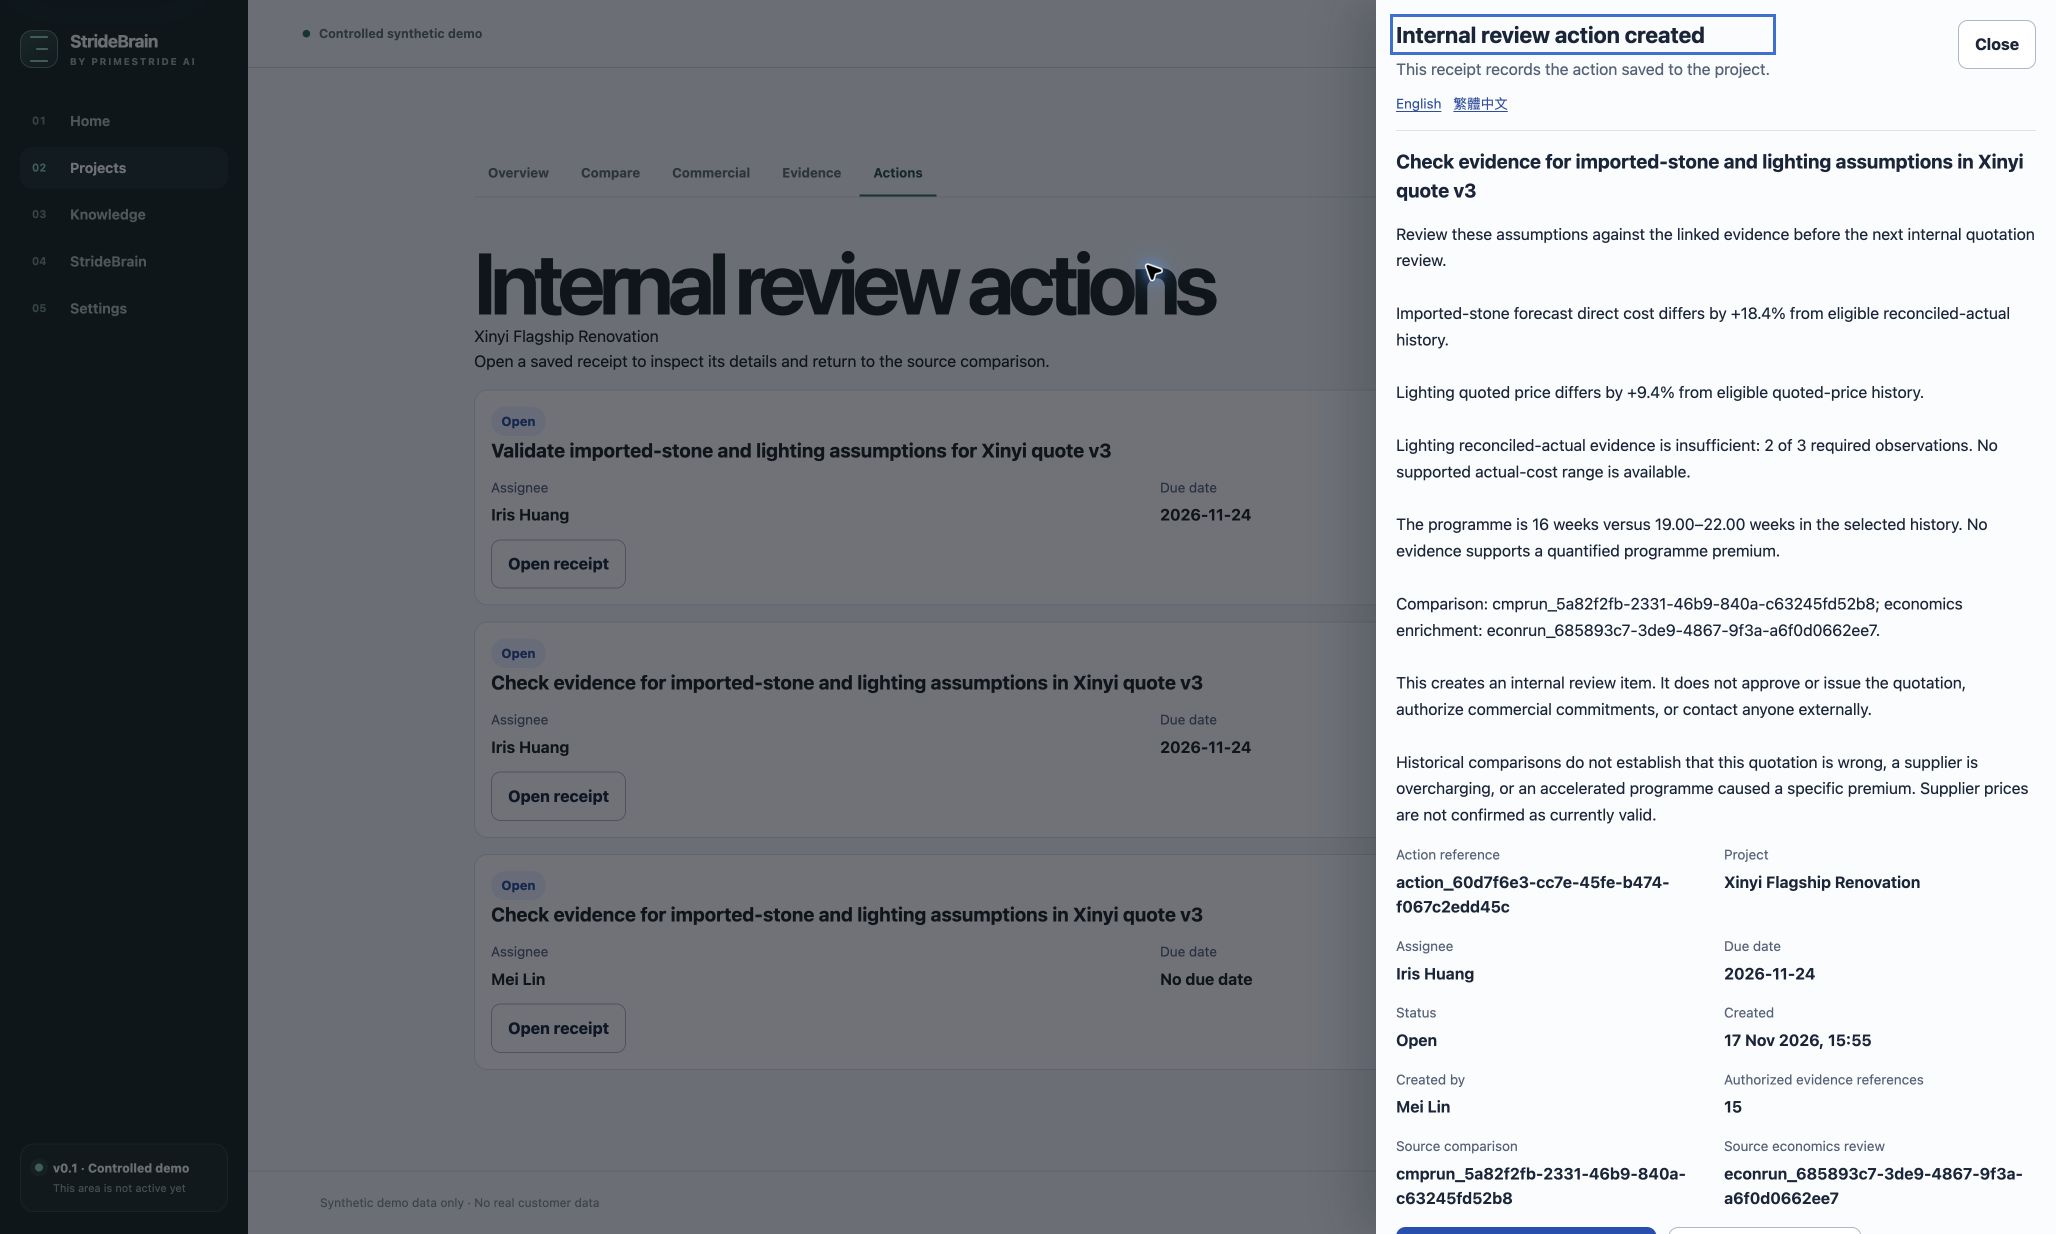 StrideBrain
BY PRIMESTRIDE AI
01 Home
02 Projects
03 Knowledge
04 StrideBrain
05 Settings
v0.1 · Controlled demo
This area is not active yet
Controlled synthetic demo
Overview Compare Commercial Evidence Actions
Internal review actions
Xinyi Flagship Renovation
Open a saved receipt to inspect its details and return to the source comparison.
Open
Validate imported-stone and lighting assumptions for Xinyi quote v3
Assignee Due date
Iris Huang 2026-11-24
Open receipt
Open
Check evidence for imported-stone and lighting assumptions in Xinyi quote v3
Assignee Due date
Iris Huang 2026-11-24
Open receipt
Open
Check evidence for imported-stone and lighting assumptions in Xinyi quote v3
Assignee Due date
Mei Lin No due date
Open receipt
Synthetic demo data only · No real customer data
Internal review action created
Close
This receipt records the action saved to the project.
English 繁體中文
Check evidence for imported-stone and lighting assumptions in Xinyi
quote v3
Review these assumptions against the linked evidence before the next internal quotation
review.
Imported-stone forecast direct cost differs by +18.4% from eligible reconciled-actual
history.
Lighting quoted price differs by +9.4% from eligible quoted-price history.
Lighting reconciled-actual evidence is insufficient: 2 of 3 required observations. No
supported actual-cost range is available.
The programme is 16 weeks versus 19.00–22.00 weeks in the selected history. No
evidence supports a quantified programme premium.
Comparison: cmprun_5a82f2fb-2331-46b9-840a-c63245fd52b8; economics
enrichment: econrun_685893c7-3de9-4867-9f3a-a6f0d0662ee7.
This creates an internal review item. It does not approve or issue the quotation,
authorize commercial commitments, or contact anyone externally.
Historical comparisons do not establish that this quotation is wrong, a supplier is
overcharging, or an accelerated programme caused a specific premium. Supplier prices
are not confirmed as currently valid.
Action reference Project
action_60d7f6e3-cc7e-45fe-b474- Xinyi Flagship Renovation
f067c2edd45c
Assignee Due date
Iris Huang 2026-11-24
Status Created
Open 17 Nov 2026, 15:55
Created by Authorized evidence references
Mei Lin 15
Source comparison Source economics review
cmprun_5a82f2fb-2331-46b9-840a- econrun_685893c7-3de9-4867-9f3a-
c63245fd52b8 a6f0d0662ee7